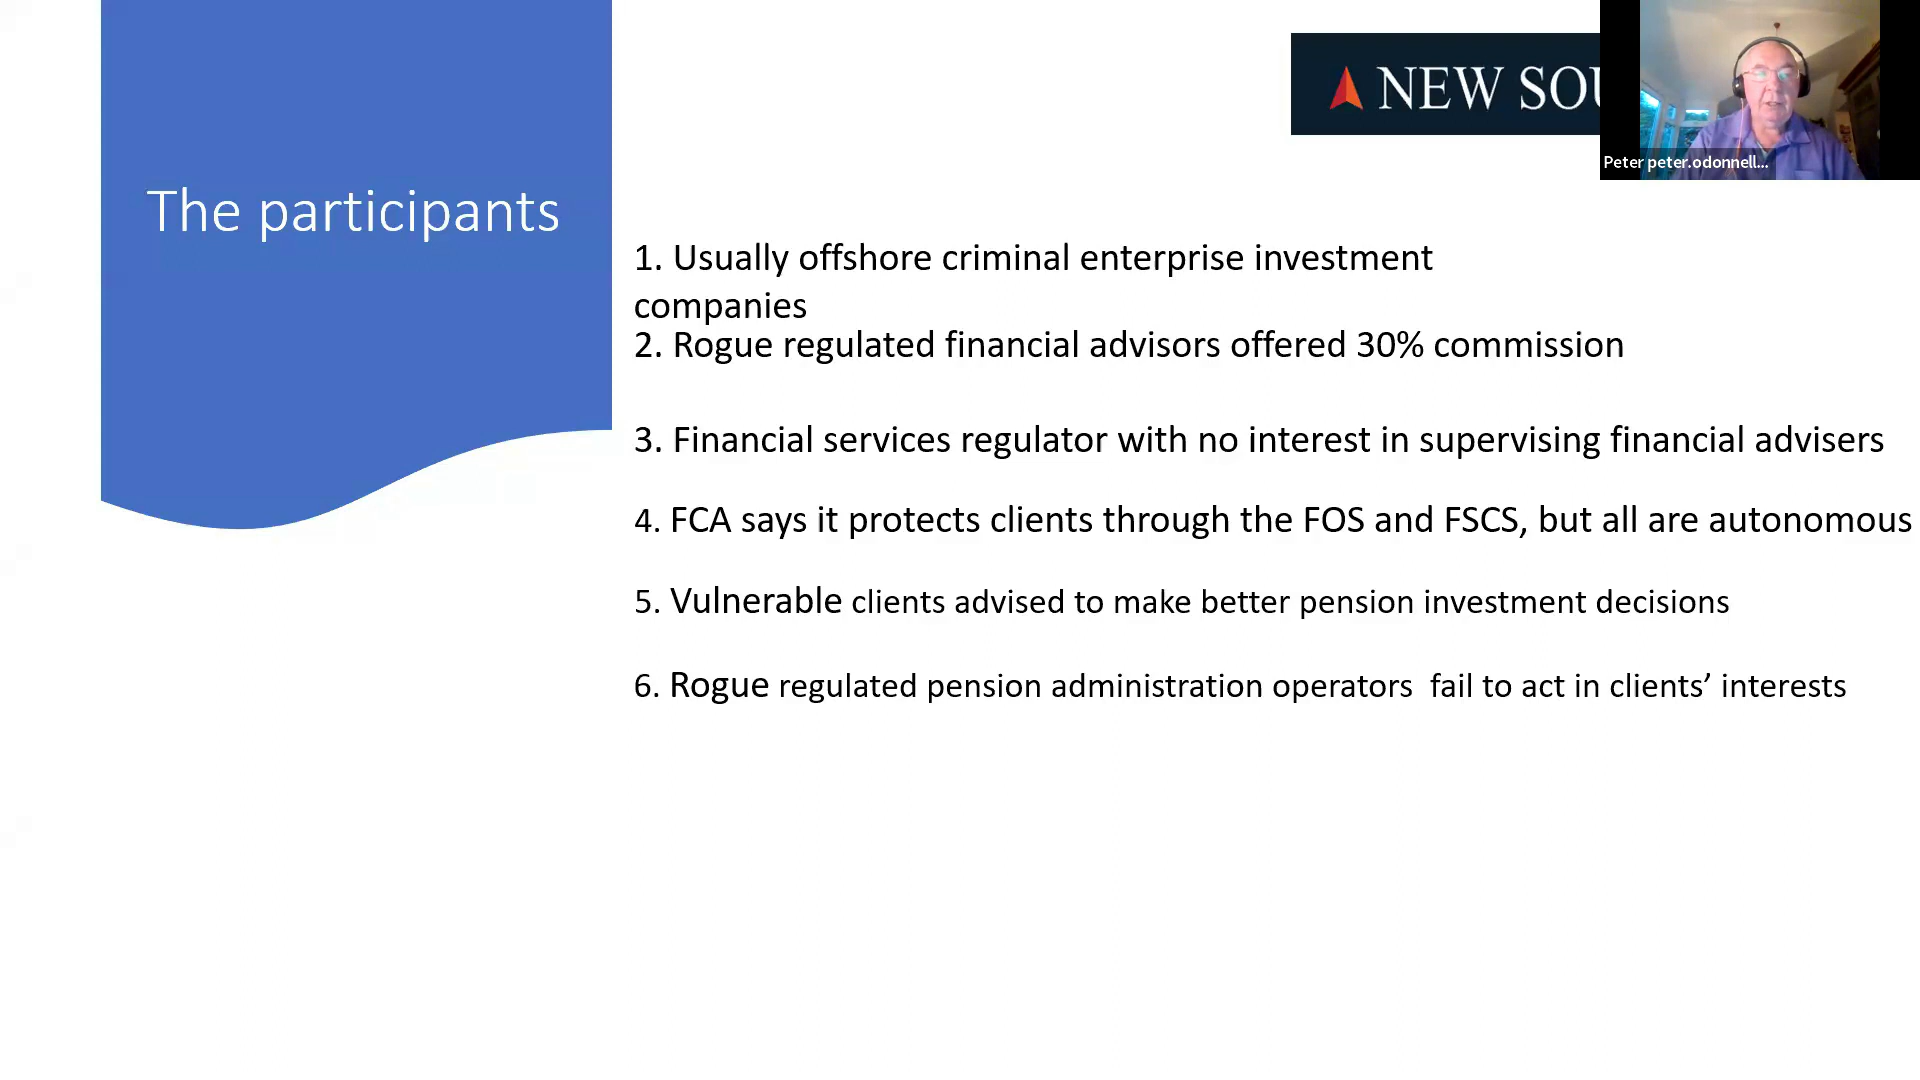 NEW SOU
Peter peter.odonnell...
The participants
1. Usually offshore criminal enterprise investment
companies
2. Rogue regulated financial advisors offered 30% commission
3. Financial services regulator with no interest in supervising financial advisers
4. FCA says it protects clients through the FOS and FSCS, but all are autonomous
5. Vulnerable clients advised to make better pension investment decisions
6. Rogue regulated pension administration operators  fail to act in clients’ interests